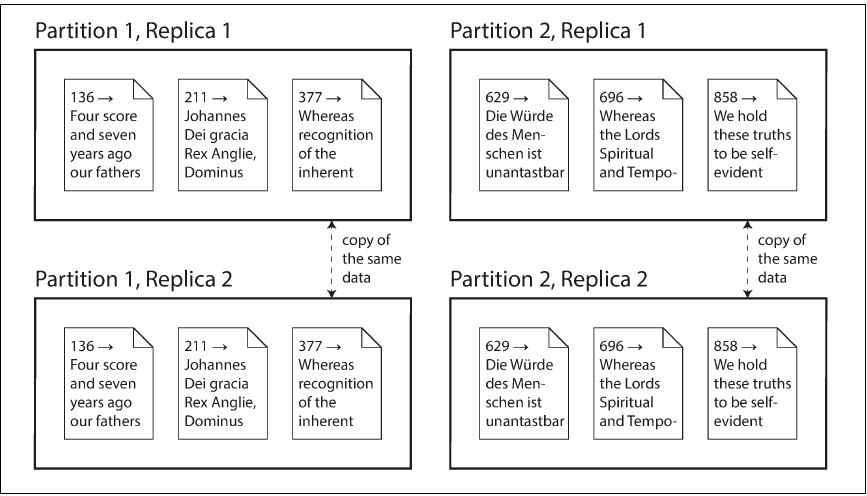 Partition 1, Replica 1
136 →
Four score
and seven
years ago
our fathers
211 →
Johannes
Dei gracia
Rex Anglie,
Dominus
377 →
Whereas
recognition
of the
inherent
Partition 2, Replica 1
629 →
Die Würde
des Men-
schen ist
unantastbar
696 →
Whereas
the Lords
Spiritual
and Tempo-
858 →
We hold
these truths
to be self-
evident
copy of
the same
data
copy of
the same
data
Partition 1, Replica 2
136 →
Four score
and seven
years ago
our fathers
211 →
Johannes
Dei gracia
Rex Anglie,
Dominus
377 →
Whereas
recognition
of the
inherent
Partition 2, Replica 2
629 →
Die Würde
des Men-
schen ist
unantastbar
696 →
Whereas
the Lords
Spiritual
and Tempo-
858 →
We hold
these truths
to be self-
evident